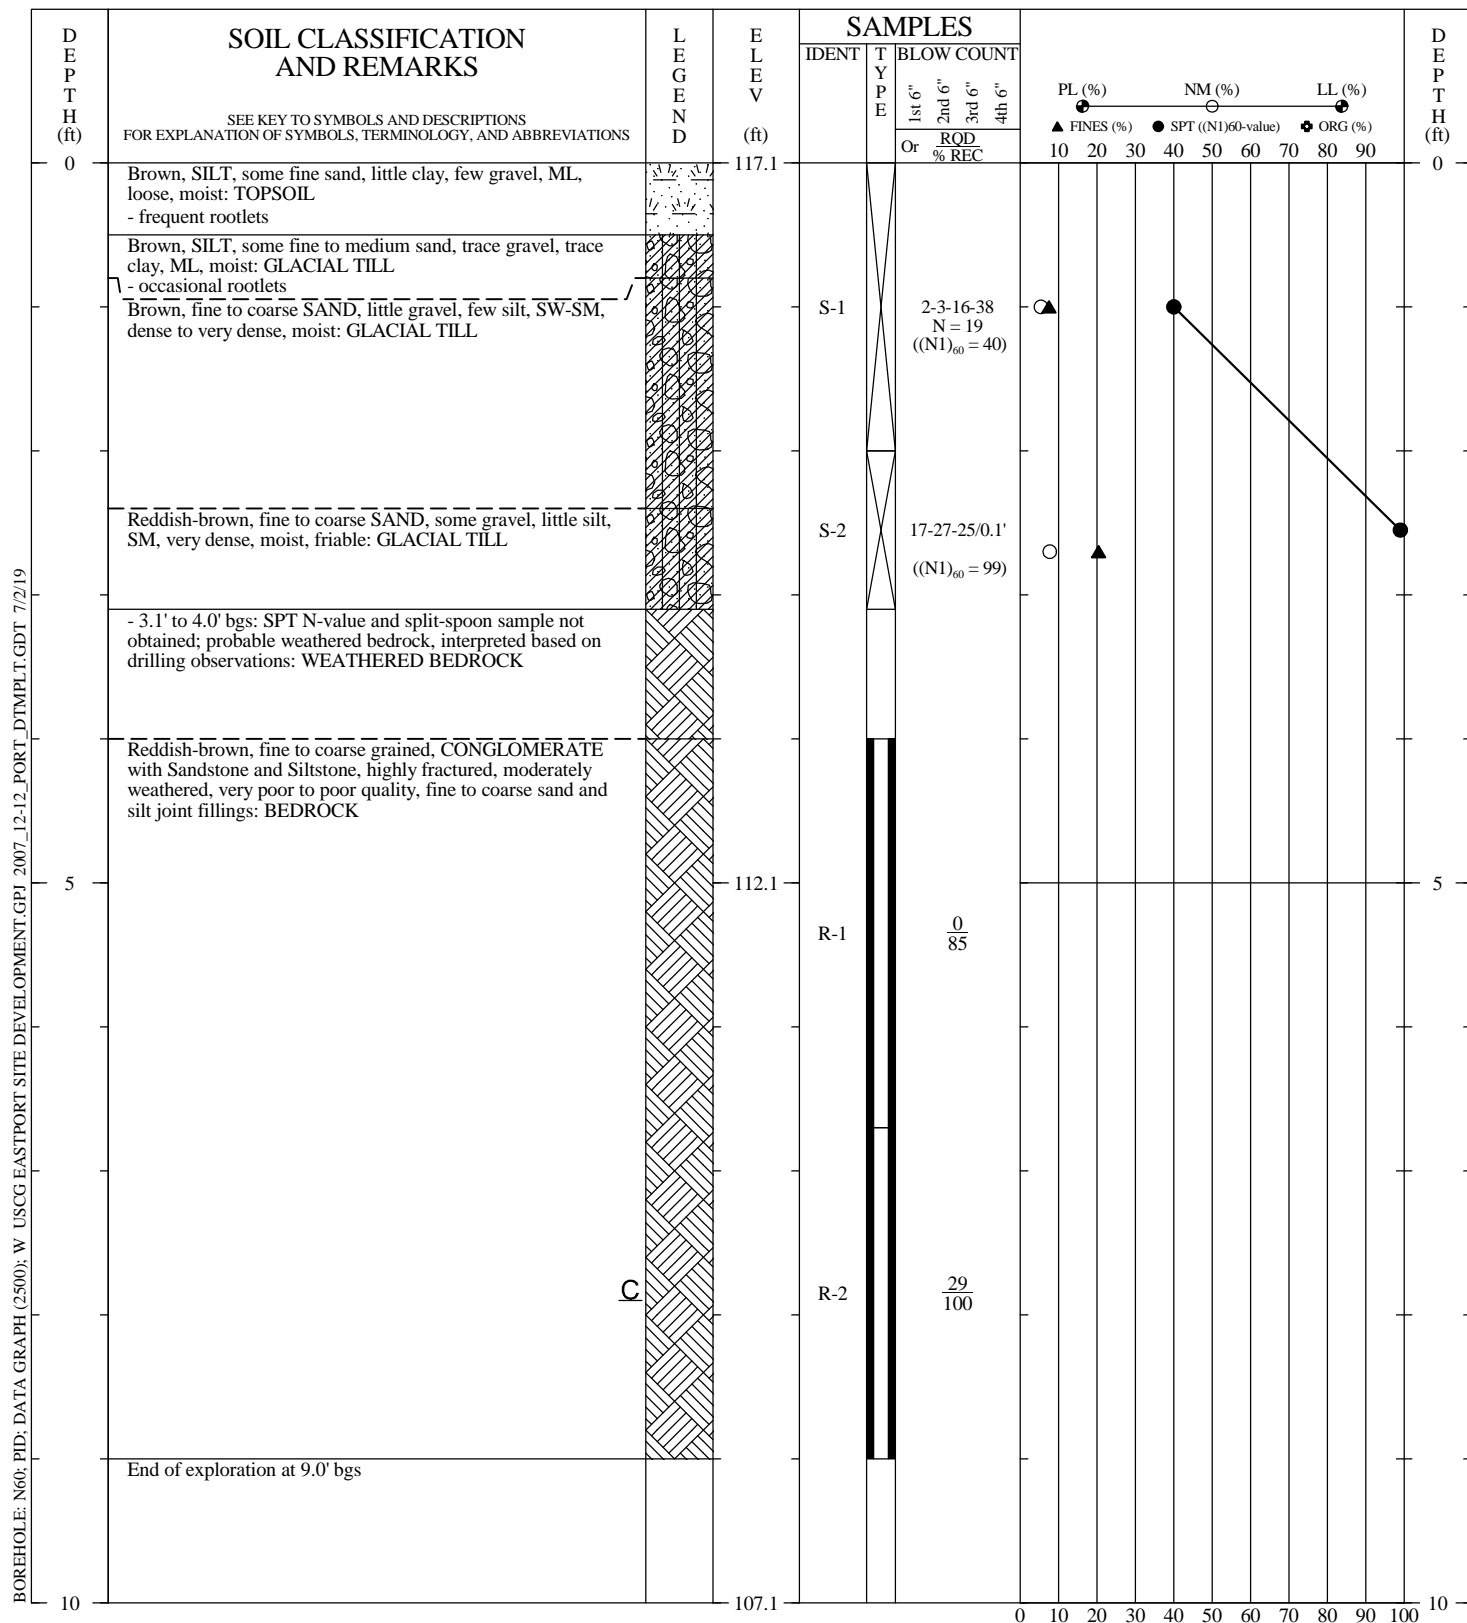 DEPTH
(ft)
SOIL CLASSIFICATION
AND REMARKS
SEE KEY TO SYMBOLS AND DESCRIPTIONS
FOR EXPLANATION OF SYMBOLS, TERMINOLOGY, AND ABBREVIATIONS
LEGEND
ELEV
(ft)
SAMPLES
IDENT
TYPE
BLOW COUNT
1st 6"
2nd 6"
3rd 6"
4th 6"
Or RQD
% REC
PL (%) NM (%) LL (%)
▲ FINES (%) ● SPT ((N1)60-value) ✚ ORG (%)
10 20 30 40 50 60 70 80 90
DEPTH
(ft)
0
117.1
0
Brown, SILT, some fine sand, little clay, few gravel, ML,
loose, moist: TOPSOIL
- frequent rootlets
Brown, SILT, some fine to medium sand, trace gravel, trace
clay, ML, moist: GLACIAL TILL
- occasional rootlets
Brown, fine to coarse SAND, little gravel, few silt, SW-SM,
dense to very dense, moist: GLACIAL TILL
S-1
2-3-16-38
N = 19
((N1)60 = 40)
Reddish-brown, fine to coarse SAND, some gravel, little silt,
SM, very dense, moist, friable: GLACIAL TILL
S-2
17-27-25/0.1'
((N1)60 = 99)
- 3.1' to 4.0' bgs: SPT N-value and split-spoon sample not
obtained; probable weathered bedrock, interpreted based on
drilling observations: WEATHERED BEDROCK
Reddish-brown, fine to coarse grained, CONGLOMERATE
with Sandstone and Siltstone, highly fractured, moderately
weathered, very poor to poor quality, fine to coarse sand and
silt joint fillings: BEDROCK
5
112.1
5
R-1
0
85
C
R-2
29
100
End of exploration at 9.0' bgs
10
107.1
10
0 10 20 30 40 50 60 70 80 90 100
BOREHOLE: N60; PID; DATA GRAPH (2500); W USCG EASTPORT SITE DEVELOPMENT.GPJ 2007_12-12_PORT_DTMPLT.GDT 7/2/19